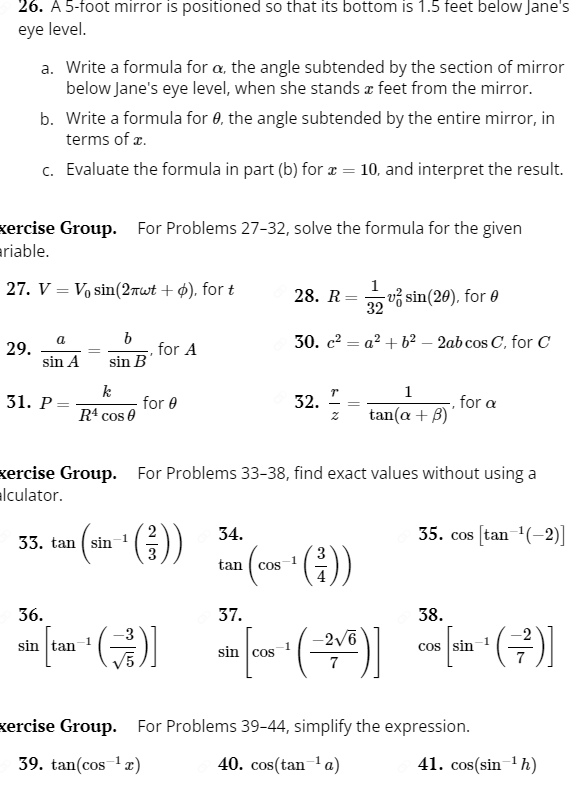 26. A 5-foot mirror is positioned so that its bottom is 1.5 feet below Jane's
eye level.
a. Write a formula for α, the angle subtended by the section of mirror
below Jane's eye level, when she stands x feet from the mirror.
b. Write a formula for θ, the angle subtended by the entire mirror, in
terms of x.
c. Evaluate the formula in part (b) for x = 10, and interpret the result.
xercise Group. For Problems 27–32, solve the formula for the given
ariable.
27. V = V₀ sin(2πωt + ϕ), for t
28. R = 1/32 v₀² sin(2θ), for θ
29. a/sin A = b/sin B, for A
30. c² = a² + b² − 2ab cos C, for C
31. P = k/(R⁴ cos θ) for θ
32. r/z = 1/tan(α + β), for α
xercise Group. For Problems 33–38, find exact values without using a
alculator.
33. tan (sin⁻¹ (2/3))
34.
tan (cos⁻¹ (3/4))
35. cos [tan⁻¹(−2)]
36.
sin [tan⁻¹ (−3/√5)]
37.
sin [cos⁻¹ (−2√6/7)]
38.
cos [sin⁻¹ (−2/7)]
xercise Group. For Problems 39–44, simplify the expression.
39. tan(cos⁻¹ x)
40. cos(tan⁻¹ a)
41. cos(sin⁻¹ h)